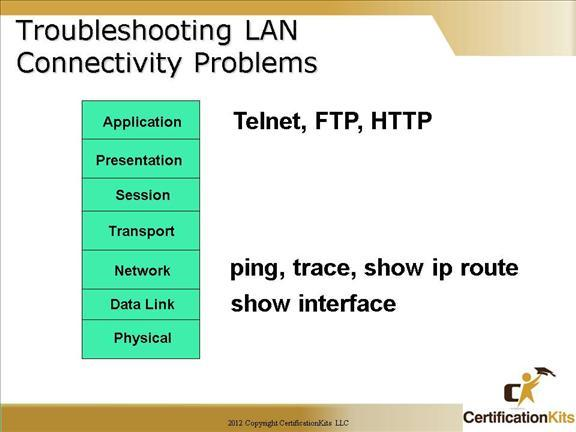 Troubleshooting LAN
Connectivity Problems
Application
Telnet, FTP, HTTP
Presentation
Session
Transport
Network
ping, trace, show ip route
Data Link
show interface
Physical
2012 Copyright CertificationKits LLC
CK
CertificationKits